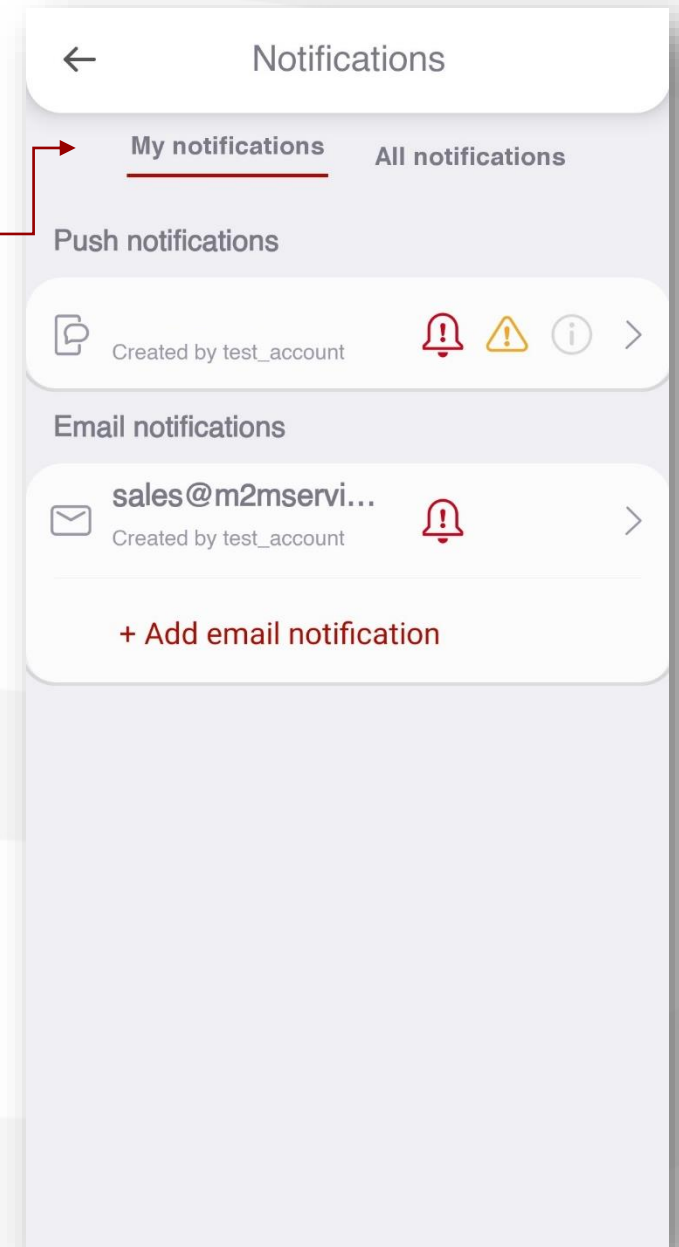 Notifications
My notifications
All notifications
Push notifications
Created by test_account
Email notifications
sales@m2mservi...
Created by test_account
+ Add email notification